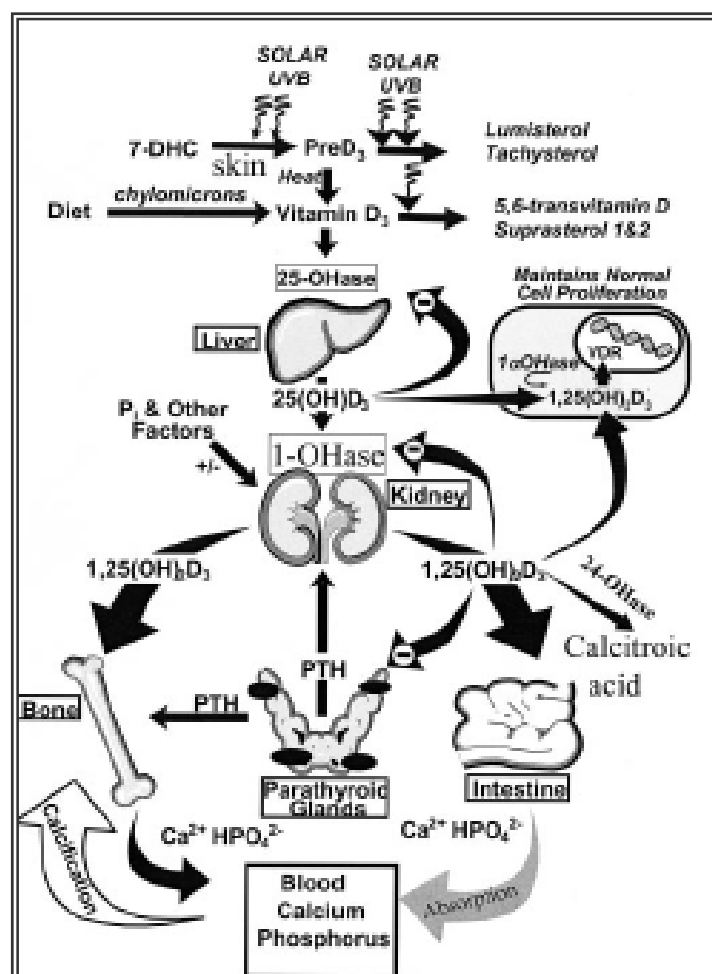 SOLAR
UVB
SOLAR
UVB
7-DHC
skin
PreD₃
Lumisterol
Tachysterol
Heat
Diet
chylomicrons
Vitamin D₃
5,6-transvitamin D
Suprasterol 1&2
25-OHase
Maintains Normal
Cell Proliferation
Liver
VDR
1αOHase
25(OH)D₃
1,25(OH)₂D₃
Pᵢ & Other
Factors
+/-
1-OHase
Kidney
1,25(OH)₂D₃
1,25(OH)₂D₃
24-OHase
Calcitroic
acid
PTH
PTH
Bone
Parathyroid
Glands
Intestine
Calcification
Ca²⁺ HPO₄²⁻
Ca²⁺ HPO₄²⁻
Absorption
Blood
Calcium
Phosphorus